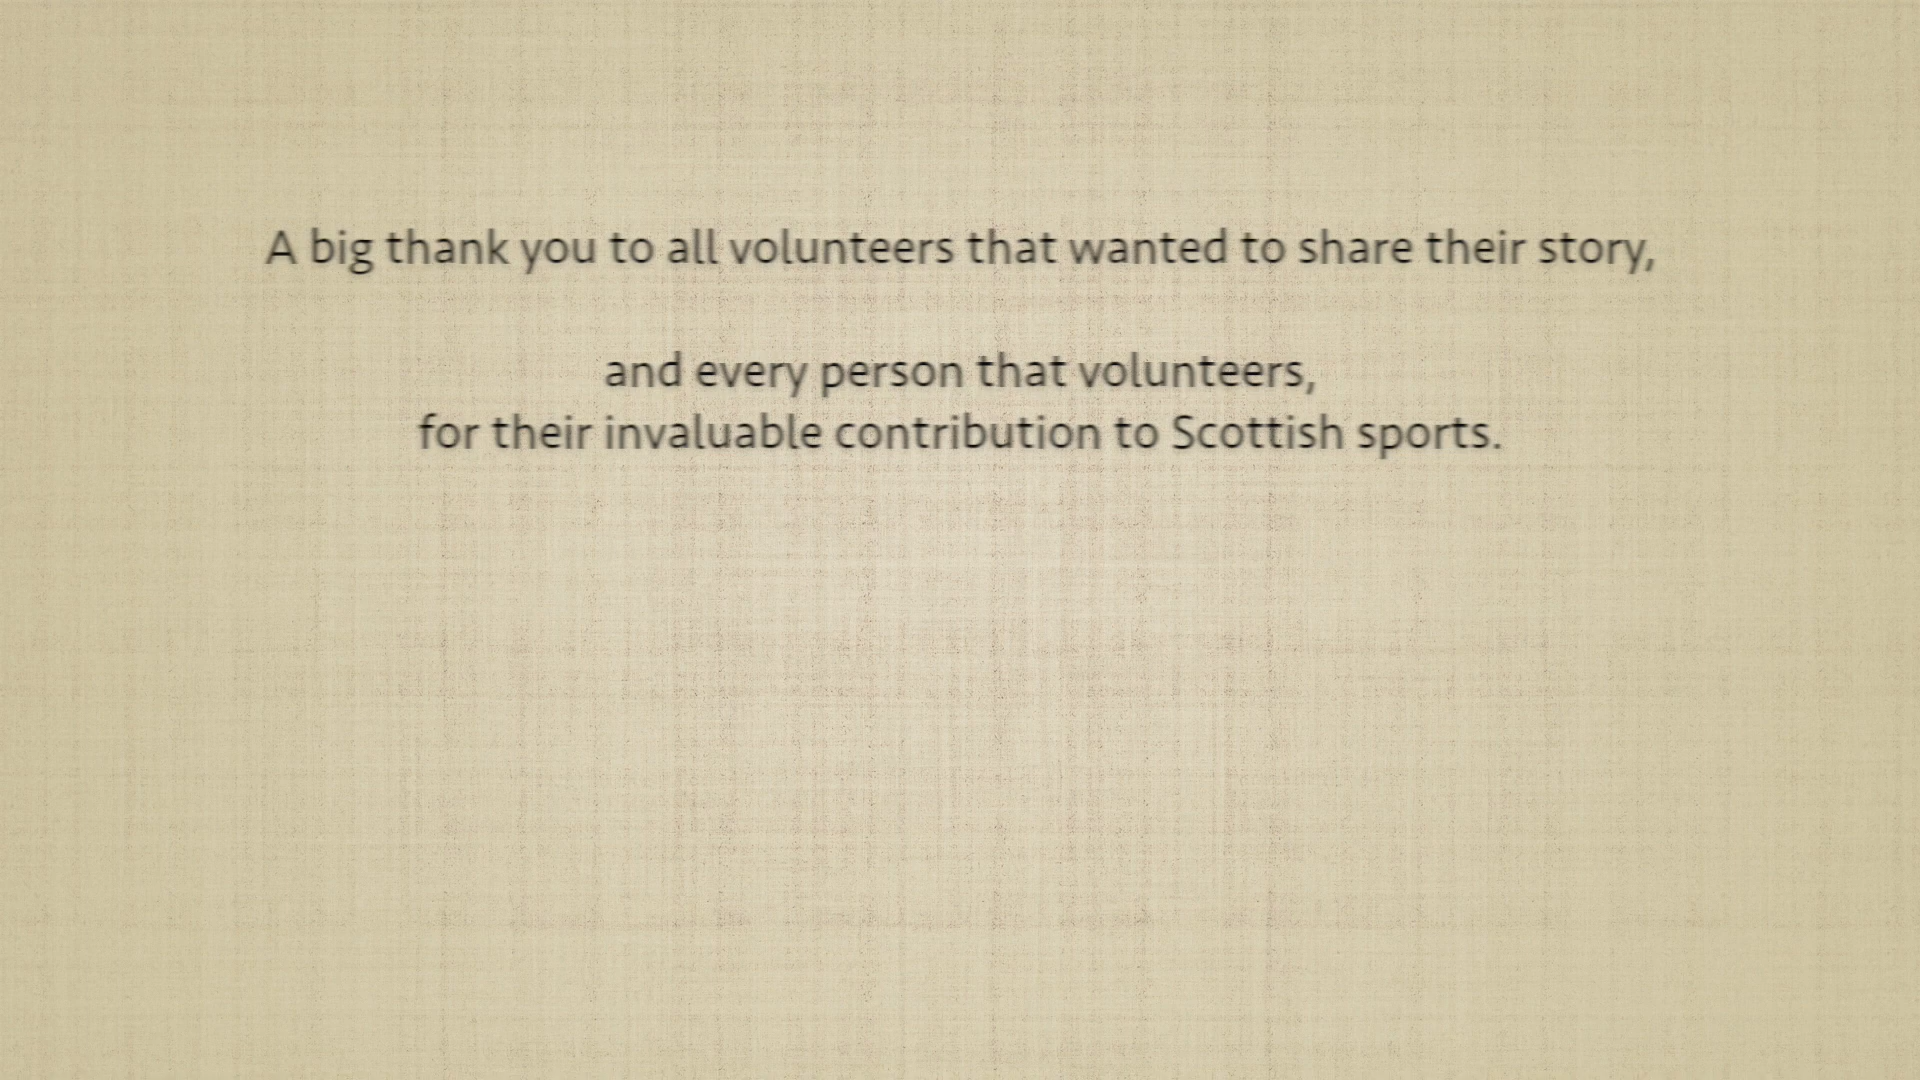 A big thank you to all volunteers that wanted to share their story,
and every person that volunteers,
for their invaluable contribution to Scottish sports.